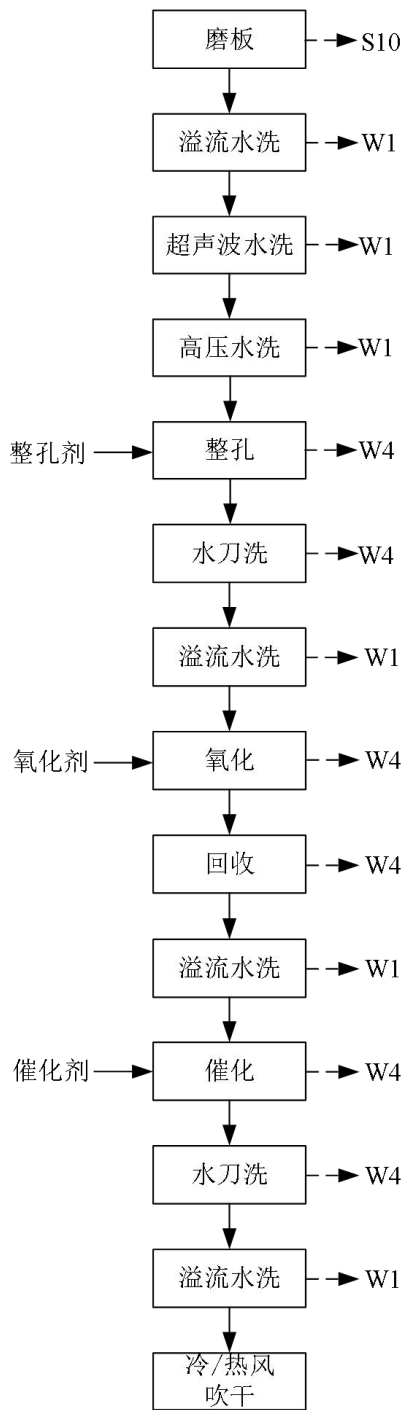 磨板
S10
溢流水洗
W1
超声波水洗
W1
高压水洗
W1
整孔剂
整孔
W4
水刀洗
W4
溢流水洗
W1
氧化剂
氧化
W4
回收
W4
溢流水洗
W1
催化剂
催化
W4
水刀洗
W4
溢流水洗
W1
冷/热风
吹干